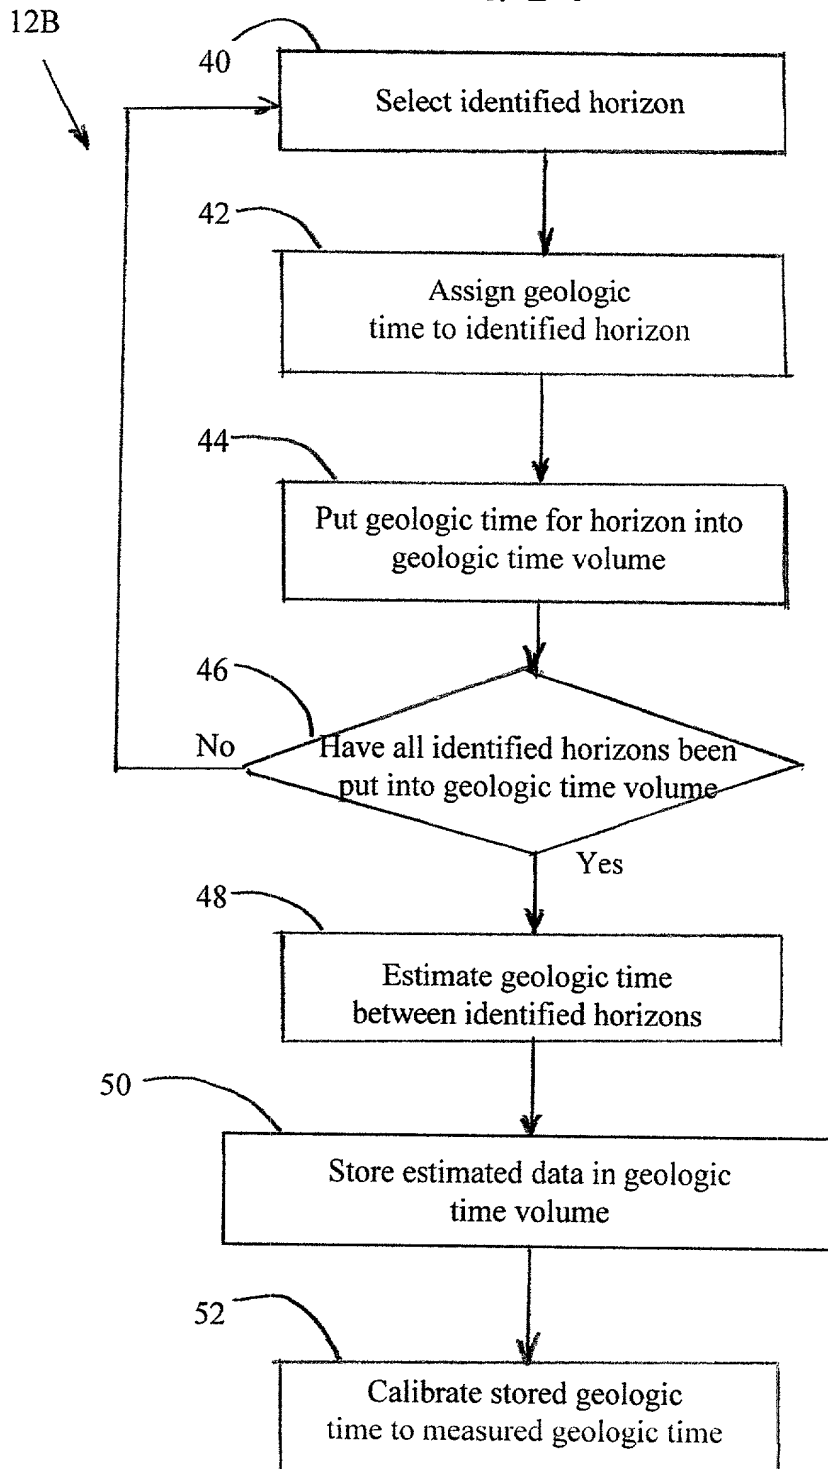 12B
40
Select identified horizon
42
Assign geologic
time to identified horizon
44
Put geologic time for horizon into
geologic time volume
46
No
Have all identified horizons been
put into geologic time volume
Yes
48
Estimate geologic time
between identified horizons
50
Store estimated data in geologic
time volume
52
Calibrate stored geologic
time to measured geologic time